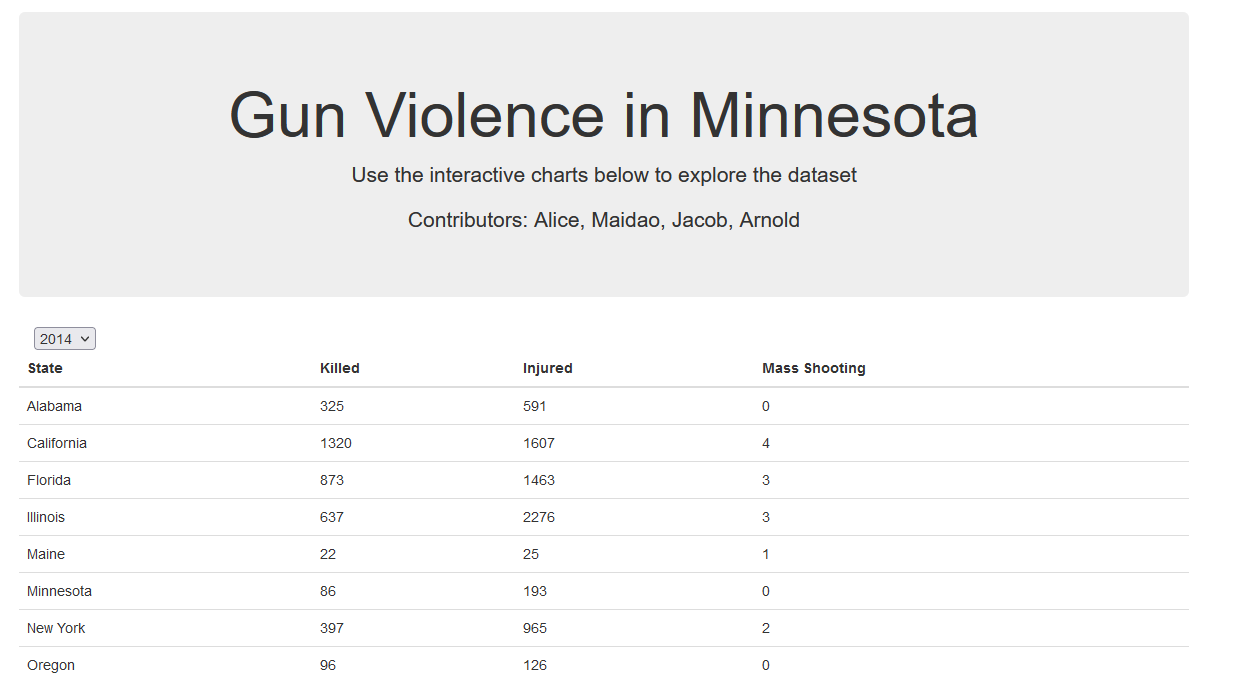 Gun Violence in Minnesota
Use the interactive charts below to explore the dataset
Contributors: Alice, Maidao, Jacob, Arnold
2014
State Killed Injured Mass Shooting
Alabama 325 591 0
California 1320 1607 4
Florida 873 1463 3
Illinois 637 2276 3
Maine 22 25 1
Minnesota 86 193 0
New York 397 965 2
Oregon 96 126 0